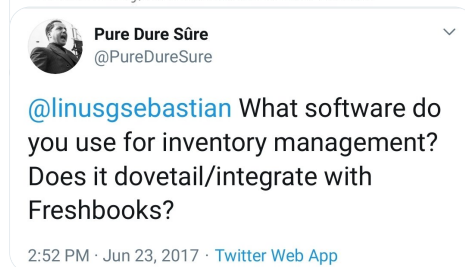 Pure Dure Sûre
@PureDureSure
@linusgsebastian What software do
you use for inventory management?
Does it dovetail/integrate with
Freshbooks?
2:52 PM · Jun 23, 2017 · Twitter Web App